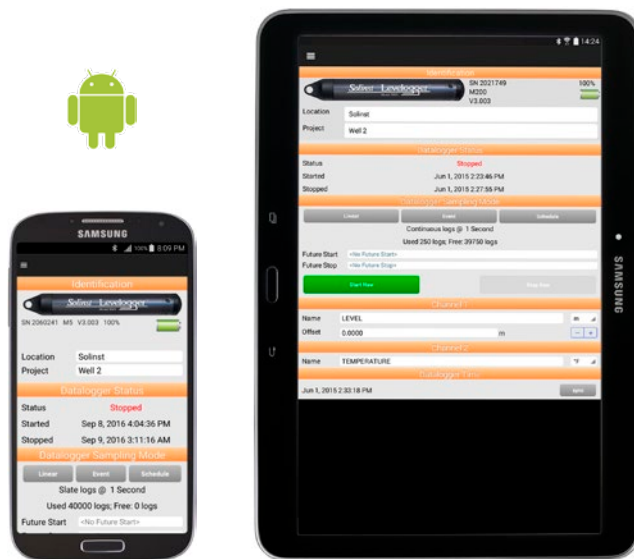 SAMSUNG
100% 8:09 PM
Identification
Solinst Levelogger
SN 2060241 M5 V3.003 100%
Location Solinst
Project Well 2
Datalogger Status
Status Stopped
Started Sep 8, 2016 4:04:36 PM
Stopped Sep 9, 2016 3:11:16 AM
Datalogger Sampling Mode
Linear Event Schedule
Slate logs @ 1 Second
Used 40000 logs; Free: 0 logs
Future Start <No Future Start>
14:24
Identification
Solinst Levelogger
SN 2021749 100%
M200
V3.003
Location Solinst
Project Well 2
Datalogger Status
Status Stopped
Started Jun 1, 2015 2:23:46 PM
Stopped Jun 1, 2015 2:27:55 PM
Datalogger Sampling Mode
Linear Event Schedule
Continuous logs @ 1 Second
Used 250 logs; Free: 39750 logs
Future Start <No Future Start>
Future Stop <No Future Stop>
Start Now Stop Now
Channel 1
Name LEVEL m
Offset 0.0000 m - +
Channel 2
Name TEMPERATURE °F
Datalogger Time
Jun 1, 2015 2:33:18 PM sync
SAMSUNG